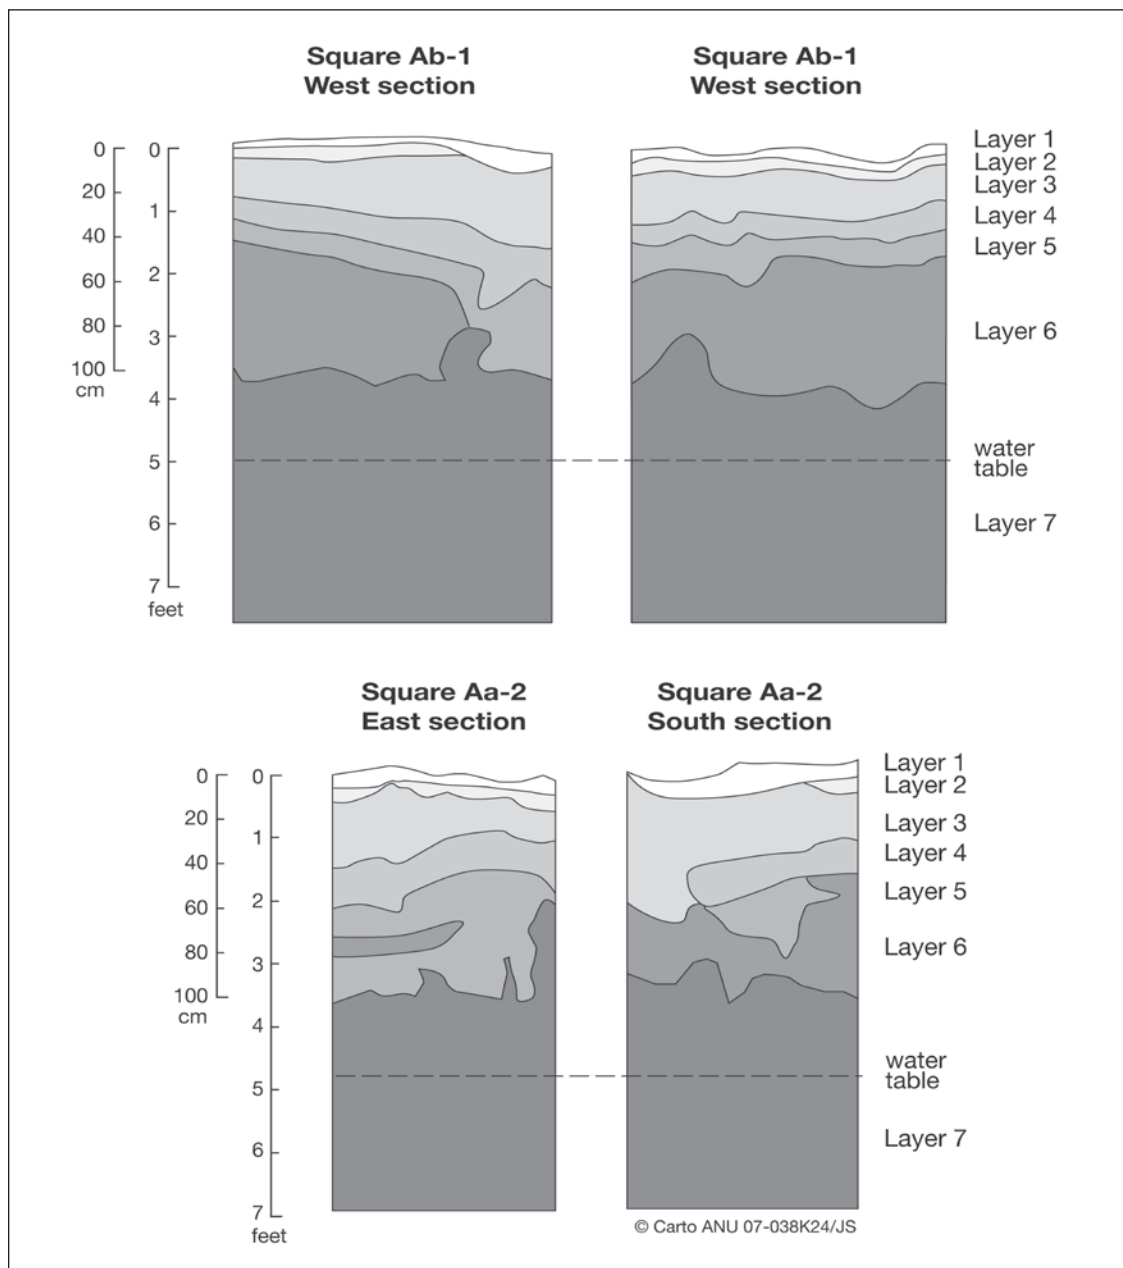 Square Ab-1
West section
Square Ab-1
West section
0
20
40
60
80
100
cm
0
1
2
3
4
5
6
7
feet
Layer 1
Layer 2
Layer 3
Layer 4
Layer 5
Layer 6
water
table
Layer 7
Square Aa-2
East section
Square Aa-2
South section
0
20
40
60
80
100
cm
0
1
2
3
4
5
6
7
feet
Layer 1
Layer 2
Layer 3
Layer 4
Layer 5
Layer 6
water
table
Layer 7
© Carto ANU 07-038K24/JS